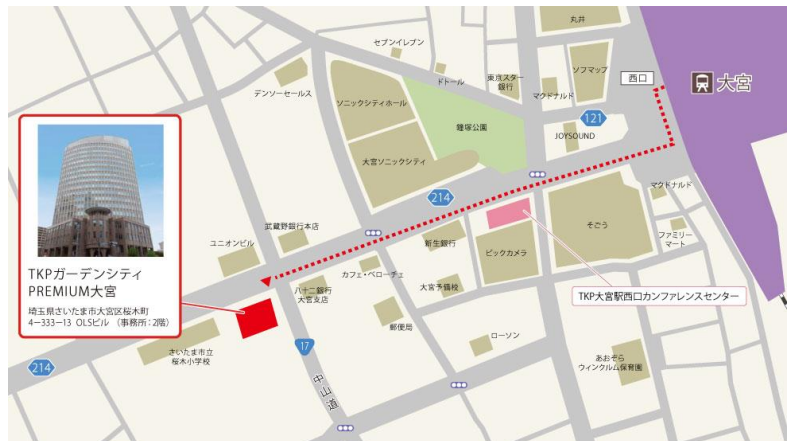 丸井
セブンイレブン
ドトール
東京スター
銀行
ソフマップ
マクドナルド
西口
大宮
デンソーセールス
ソニックシティホール
鐘塚公園
121
JOYSOUND
大宮ソニックシティ
214
マクドナルド
そごう
ファミリー
マート
武蔵野銀行本店
ユニオンビル
新生銀行
ビックカメラ
カフェ・ベローチェ
大宮予備校
TKP大宮駅西口カンファレンスセンター
八十二銀行
大宮支店
郵便局
ローソン
あおぞら
ウィンクルム保育園
17
中山道
さいたま市立
桜木小学校
214
TKPガーデンシティ
PREMIUM大宮
埼玉県さいたま市大宮区桜木町
4−333−13 OLSビル （事務所：2階）